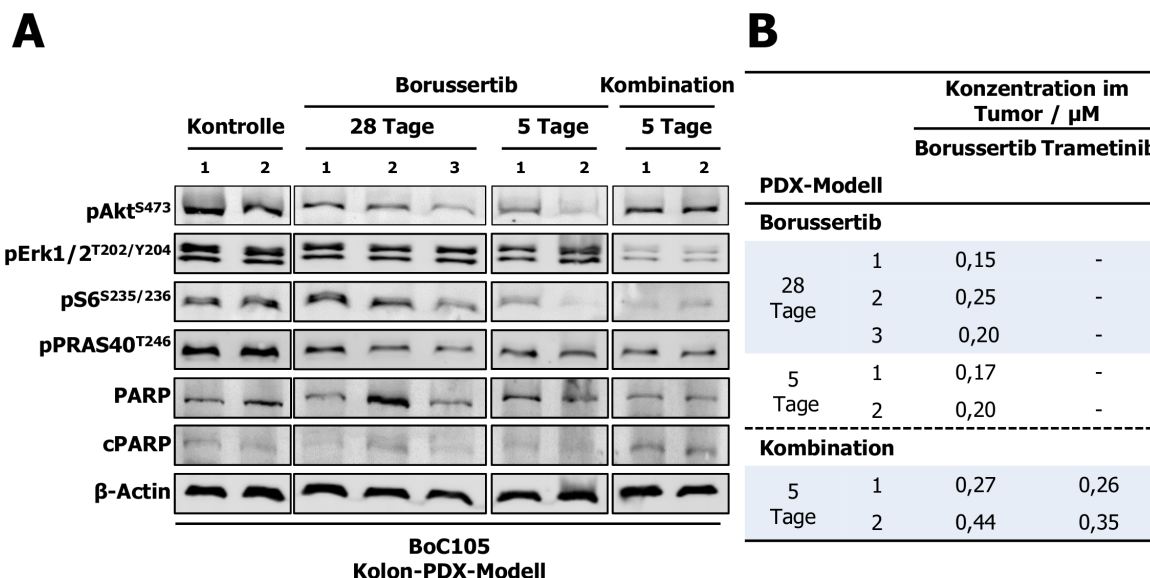 A
Borussertib Kombination
Kontrolle 28 Tage 5 Tage 5 Tage
1 2 1 2 3 1 2 1 2
pAktS473
pErk1/2T202/Y204
pS6S235/236
pPRAS40T246
PARP
cPARP
β-Actin
BoC105
Kolon-PDX-Modell
B
Konzentration im
Tumor / µM
Borussertib Trametinib
PDX-Modell
Borussertib
28
Tage
1 0,15 -
2 0,25 -
3 0,20 -
5
Tage
1 0,17 -
2 0,20 -
Kombination
5
Tage
1 0,27 0,26
2 0,44 0,35